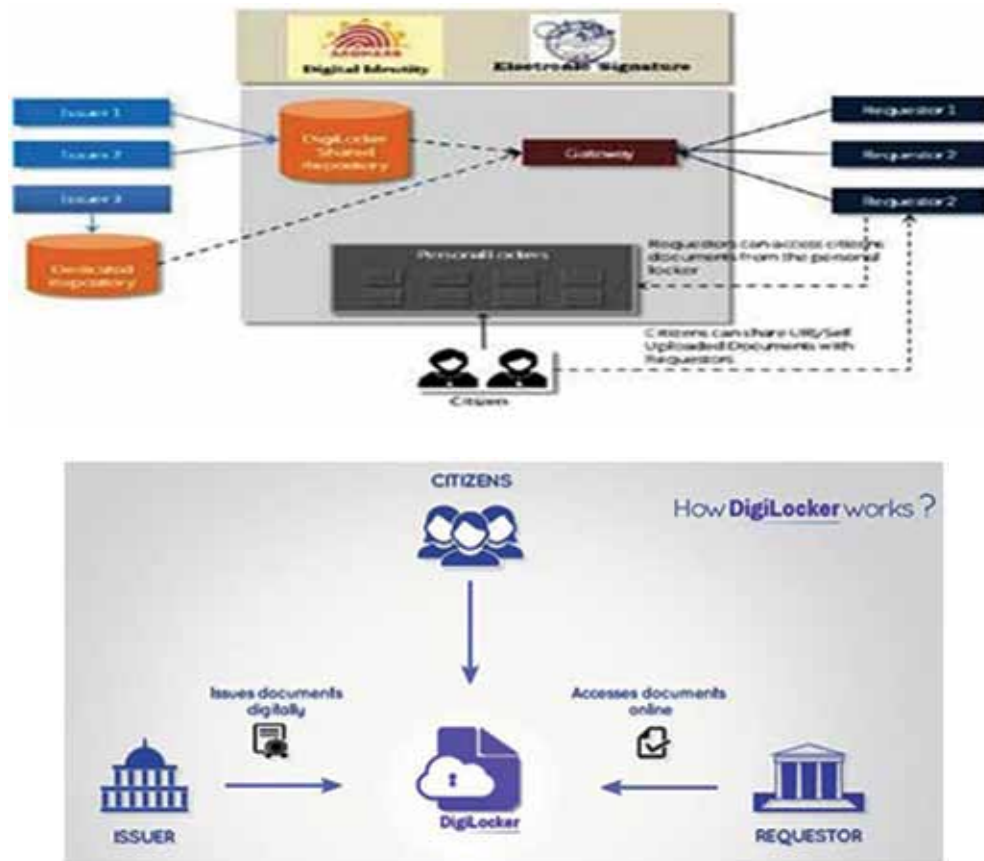 AADHAAR
Digital Identity
Electronic Signature
Issuer 1
Issuer 2
Issuer 3
DigiLocker
Shared
Repository
Gateway
Requestor 1
Requestor 2
Requestor 2
Dedicated
Repository
Personal Lockers
Requestors can access citizens
documents from the personal
locker
Citizens can share URI/Self
Uploaded Documents with
Requestors
Citizen
CITIZENS
How DigiLocker works ?
Issues documents
digitally
Accesses documents
online
ISSUER
DigiLocker
REQUESTOR